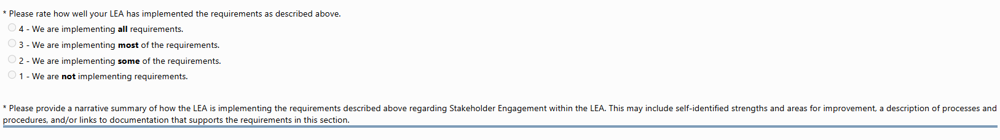 * Please rate how well your LEA has implemented the requirements as described above.
4 - We are implementing all requirements.
3 - We are implementing most of the requirements.
2 - We are implementing some of the requirements.
1 - We are not implementing requirements.
* Please provide a narrative summary of how the LEA is implementing the requirements described above regarding Stakeholder Engagement within the LEA. This may include self-identified strengths and areas for improvement, a description of processes and
procedures, and/or links to documentation that supports the requirements in this section.